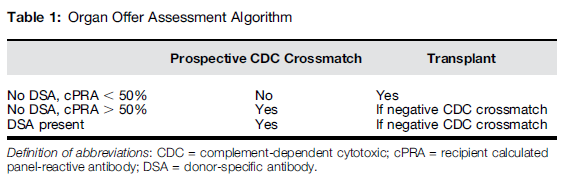 Table 1: Organ Offer Assessment Algorithm
Prospective CDC Crossmatch Transplant
No DSA, cPRA < 50% No Yes
No DSA, cPRA > 50% Yes If negative CDC crossmatch
DSA present Yes If negative CDC crossmatch
Definition of abbreviations: CDC = complement-dependent cytotoxic; cPRA = recipient calculated
panel-reactive antibody; DSA = donor-specific antibody.